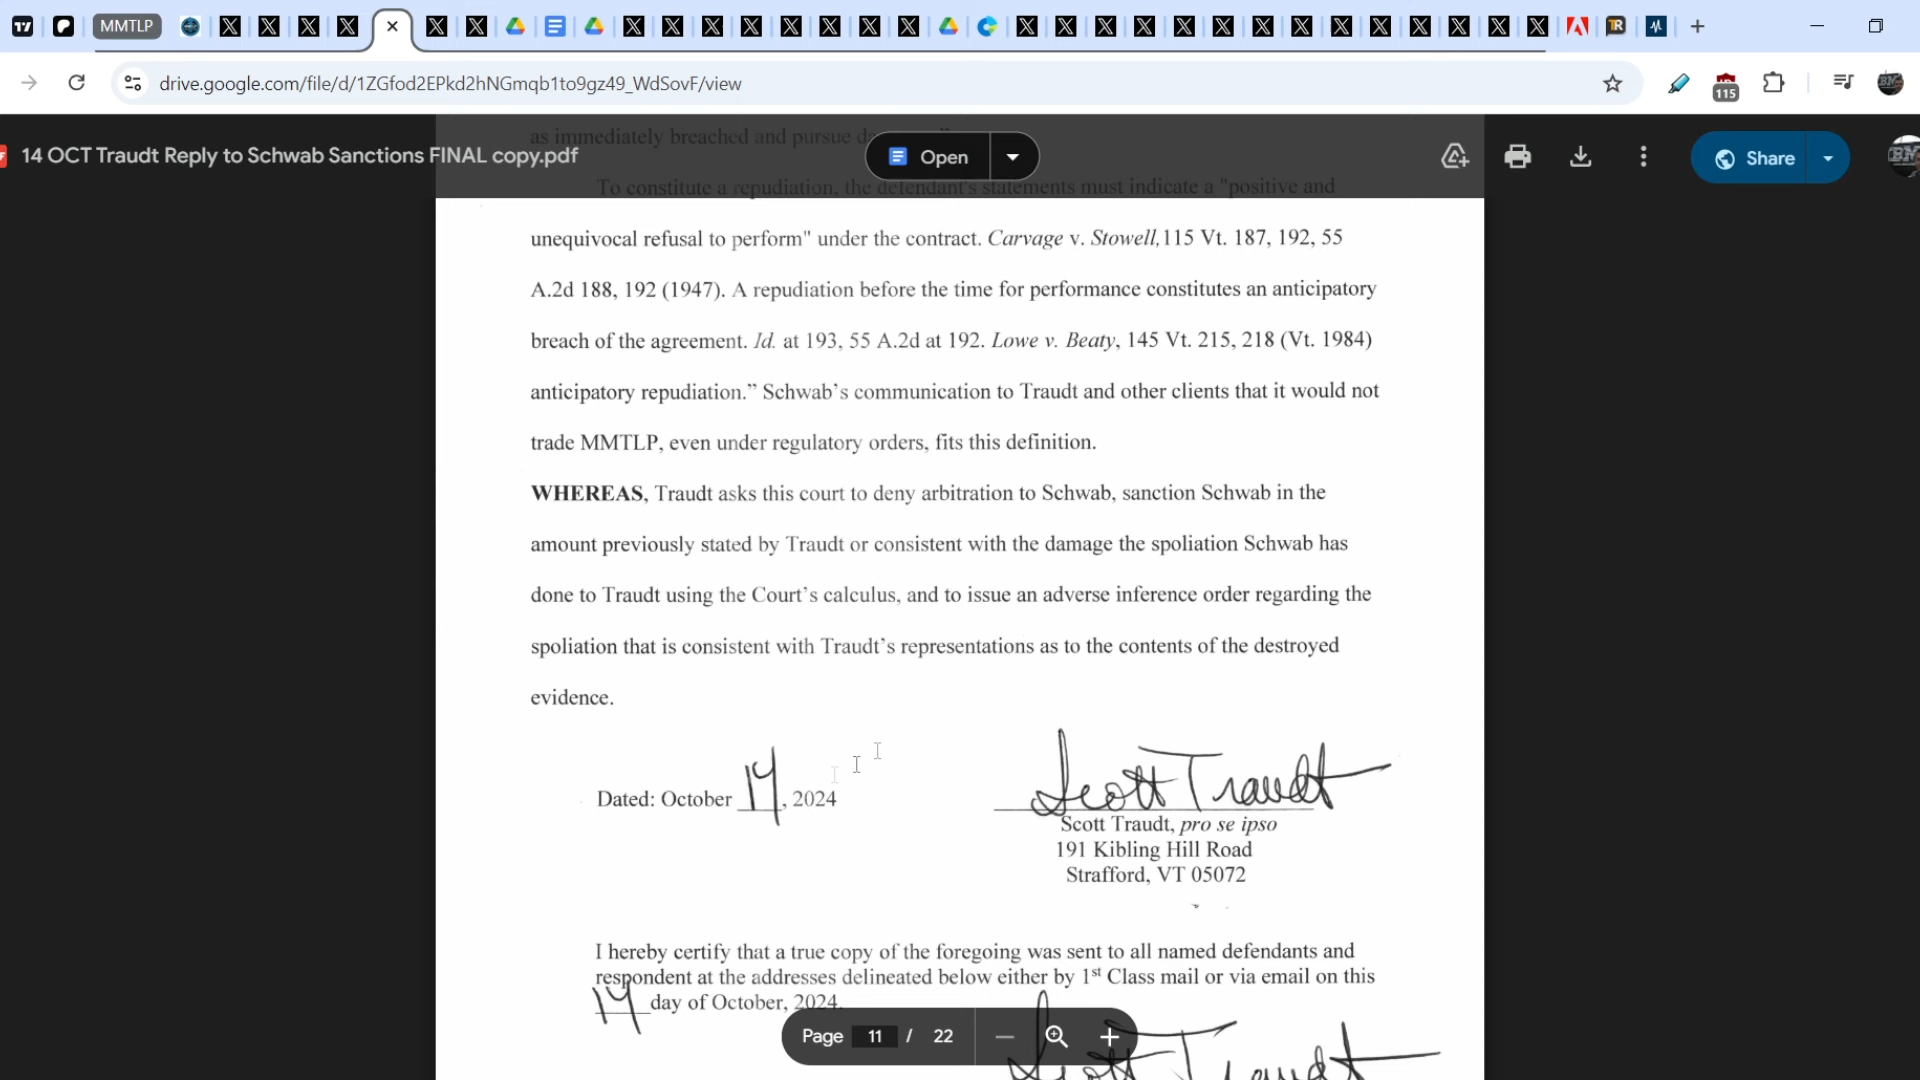 MMTLP
drive.google.com/file/d/1ZGfod2EPkd2hNGmqb1to9gz49_WdSovF/view
115
as immediately breached and pursue
14 OCT Traudt Reply to Schwab Sanctions FINAL copy.pdf
Open
Share
To constitute a repudiation, the defendant's statements must indicate a "positive and
unequivocal refusal to perform" under the contract. Carvage v. Stowell, 115 Vt. 187, 192, 55
A.2d 188, 192 (1947). A repudiation before the time for performance constitutes an anticipatory
breach of the agreement. Id. at 193, 55 A.2d at 192. Lowe v. Beaty, 145 Vt. 215, 218 (Vt. 1984)
anticipatory repudiation.” Schwab’s communication to Traudt and other clients that it would not
trade MMTLP, even under regulatory orders, fits this definition.
WHEREAS, Traudt asks this court to deny arbitration to Schwab, sanction Schwab in the
amount previously stated by Traudt or consistent with the damage the spoliation Schwab has
done to Traudt using the Court’s calculus, and to issue an adverse inference order regarding the
spoliation that is consistent with Traudt’s representations as to the contents of the destroyed
evidence.
Dated: October 14, 2024
Scott Traudt
Scott Traudt, pro se ipso
191 Kibling Hill Road
Strafford, VT 05072
I hereby certify that a true copy of the foregoing was sent to all named defendants and
respondent at the addresses delineated below either by 1st Class mail or via email on this
14 day of October, 2024.
Scott Traudt
Page 11 / 22